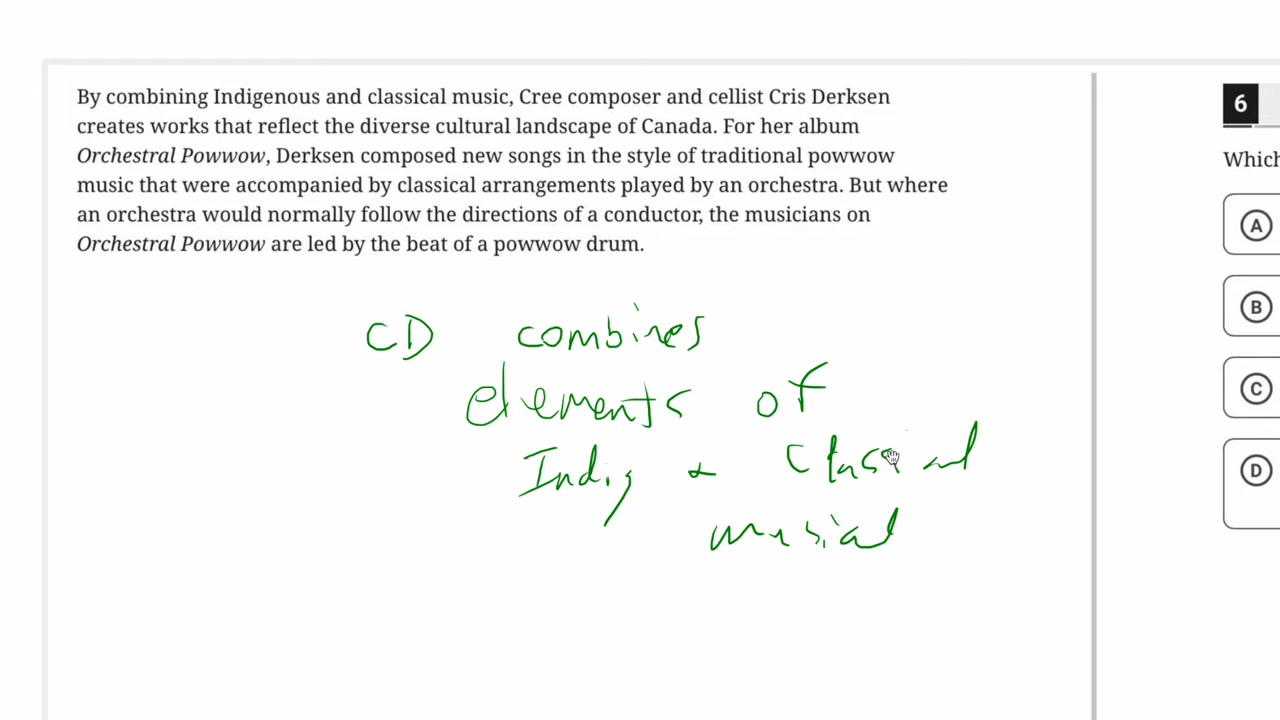 By combining Indigenous and classical music, Cree composer and cellist Cris Derksen
creates works that reflect the diverse cultural landscape of Canada. For her album
Orchestral Powwow, Derksen composed new songs in the style of traditional powwow
music that were accompanied by classical arrangements played by an orchestra. But where
an orchestra would normally follow the directions of a conductor, the musicians on
Orchestral Powwow are led by the beat of a powwow drum.
CD combines
elements of
Indig & Classical
musical
6
Which
A
B
C
D